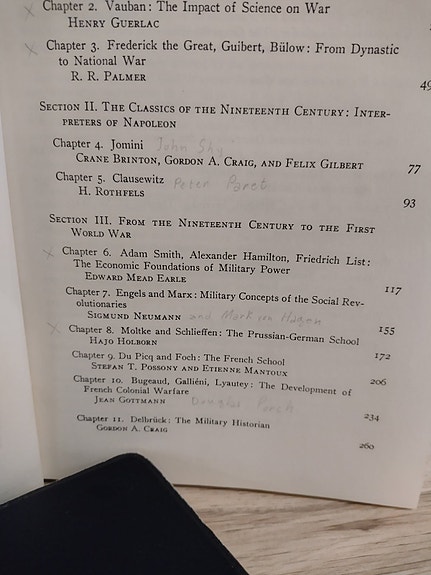 Chapter 2. Vauban: The Impact of Science on War
HENRY GUERLAC
x Chapter 3. Frederick the Great, Guibert, Bülow: From Dynastic
to National War
R. R. PALMER
49
SECTION II. THE CLASSICS OF THE NINETEENTH CENTURY: INTER-
PRETERS OF NAPOLEON
Chapter 4. Jomini John Shy
CRANE BRINTON, GORDON A. CRAIG, AND FELIX GILBERT 77
Chapter 5. Clausewitz Peter Paret
H. ROTHFELS 93
SECTION III. FROM THE NINETEENTH CENTURY TO THE FIRST
WORLD WAR
x Chapter 6. Adam Smith, Alexander Hamilton, Friedrich List:
The Economic Foundations of Military Power
EDWARD MEAD EARLE 117
Chapter 7. Engels and Marx: Military Concepts of the Social Rev-
olutionaries
SIGMUND NEUMANN and Mark von Hagen 155
x Chapter 8. Moltke and Schlieffen: The Prussian-German School
HAJO HOLBORN 172
Chapter 9. Du Picq and Foch: The French School
STEFAN T. POSSONY AND ETIENNE MANTOUX 206
Chapter 10. Bugeaud, Galliéni, Lyautey: The Development of
French Colonial Warfare
JEAN GOTTMANN Douglas Porch 234
Chapter 11. Delbrück: The Military Historian
GORDON A. CRAIG 260